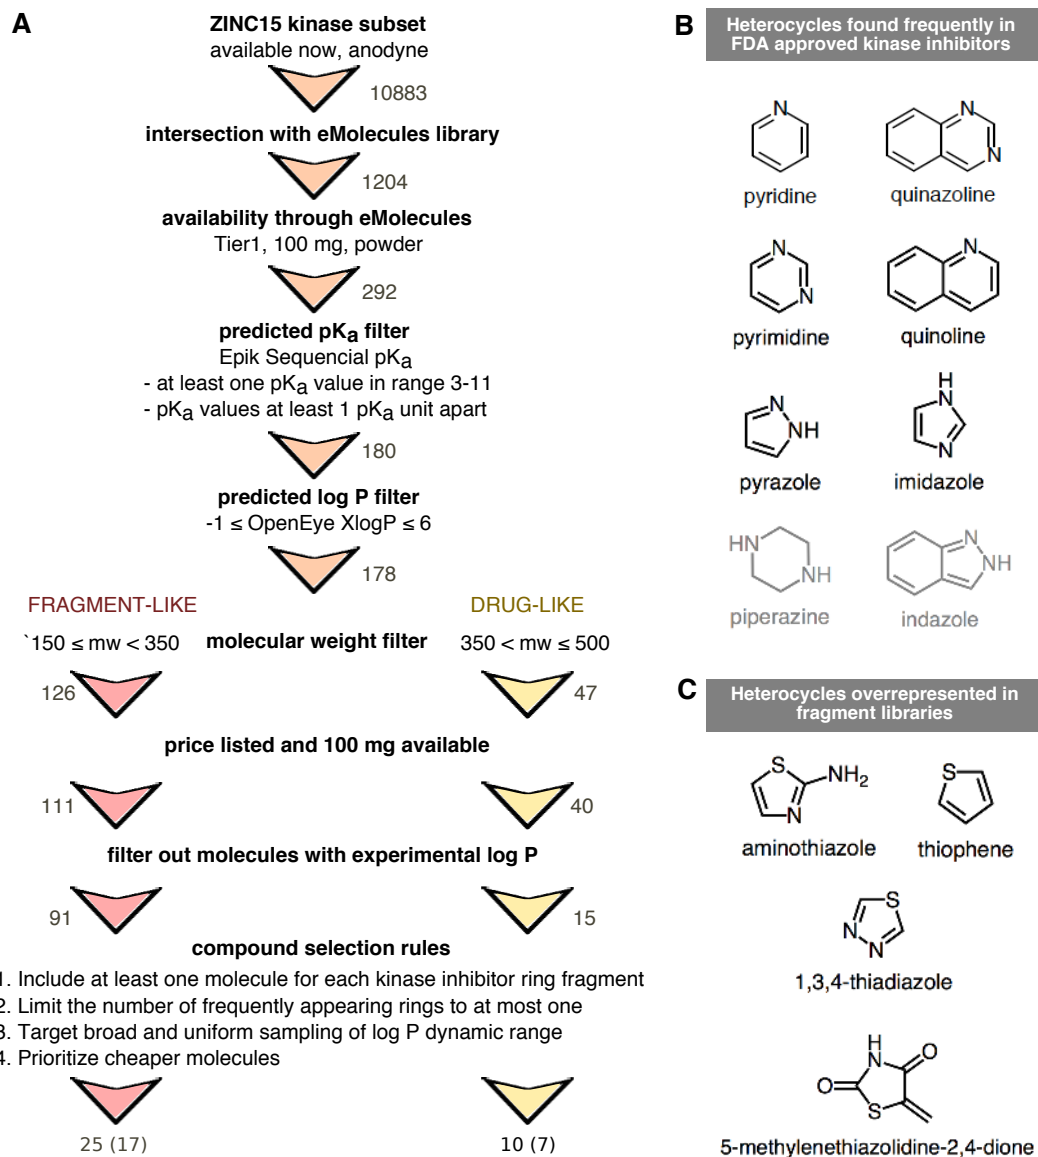 A
ZINC15 kinase subset
available now, anodyne
10883
intersection with eMolecules library
1204
availability through eMolecules
Tier1, 100 mg, powder
292
predicted pKa filter
Epik Sequencial pKa
- at least one pKa value in range 3-11
- pKa values at least 1 pKa unit apart
180
predicted log P filter
-1 ≤ OpenEye XlogP ≤ 6
178
FRAGMENT-LIKE
DRUG-LIKE
`150 ≤ mw < 350
molecular weight filter
350 < mw ≤ 500
126
47
price listed and 100 mg available
111
40
filter out molecules with experimental log P
91
15
compound selection rules
1. Include at least one molecule for each kinase inhibitor ring fragment
2. Limit the number of frequently appearing rings to at most one
3. Target broad and uniform sampling of log P dynamic range
4. Prioritize cheaper molecules
25 (17)
10 (7)
B
Heterocycles found frequently in
FDA approved kinase inhibitors
N
pyridine
N
N
quinazoline
N
N
pyrimidine
N
quinoline
N
NH
pyrazole
H
N
N
imidazole
HN
NH
piperazine
N
NH
indazole
C
Heterocycles overrepresented in
fragment libraries
S
NH2
N
aminothiazole
S
thiophene
S
N
N
1,3,4-thiadiazole
H
N
O
O
S
5-methylenethiazolidine-2,4-dione